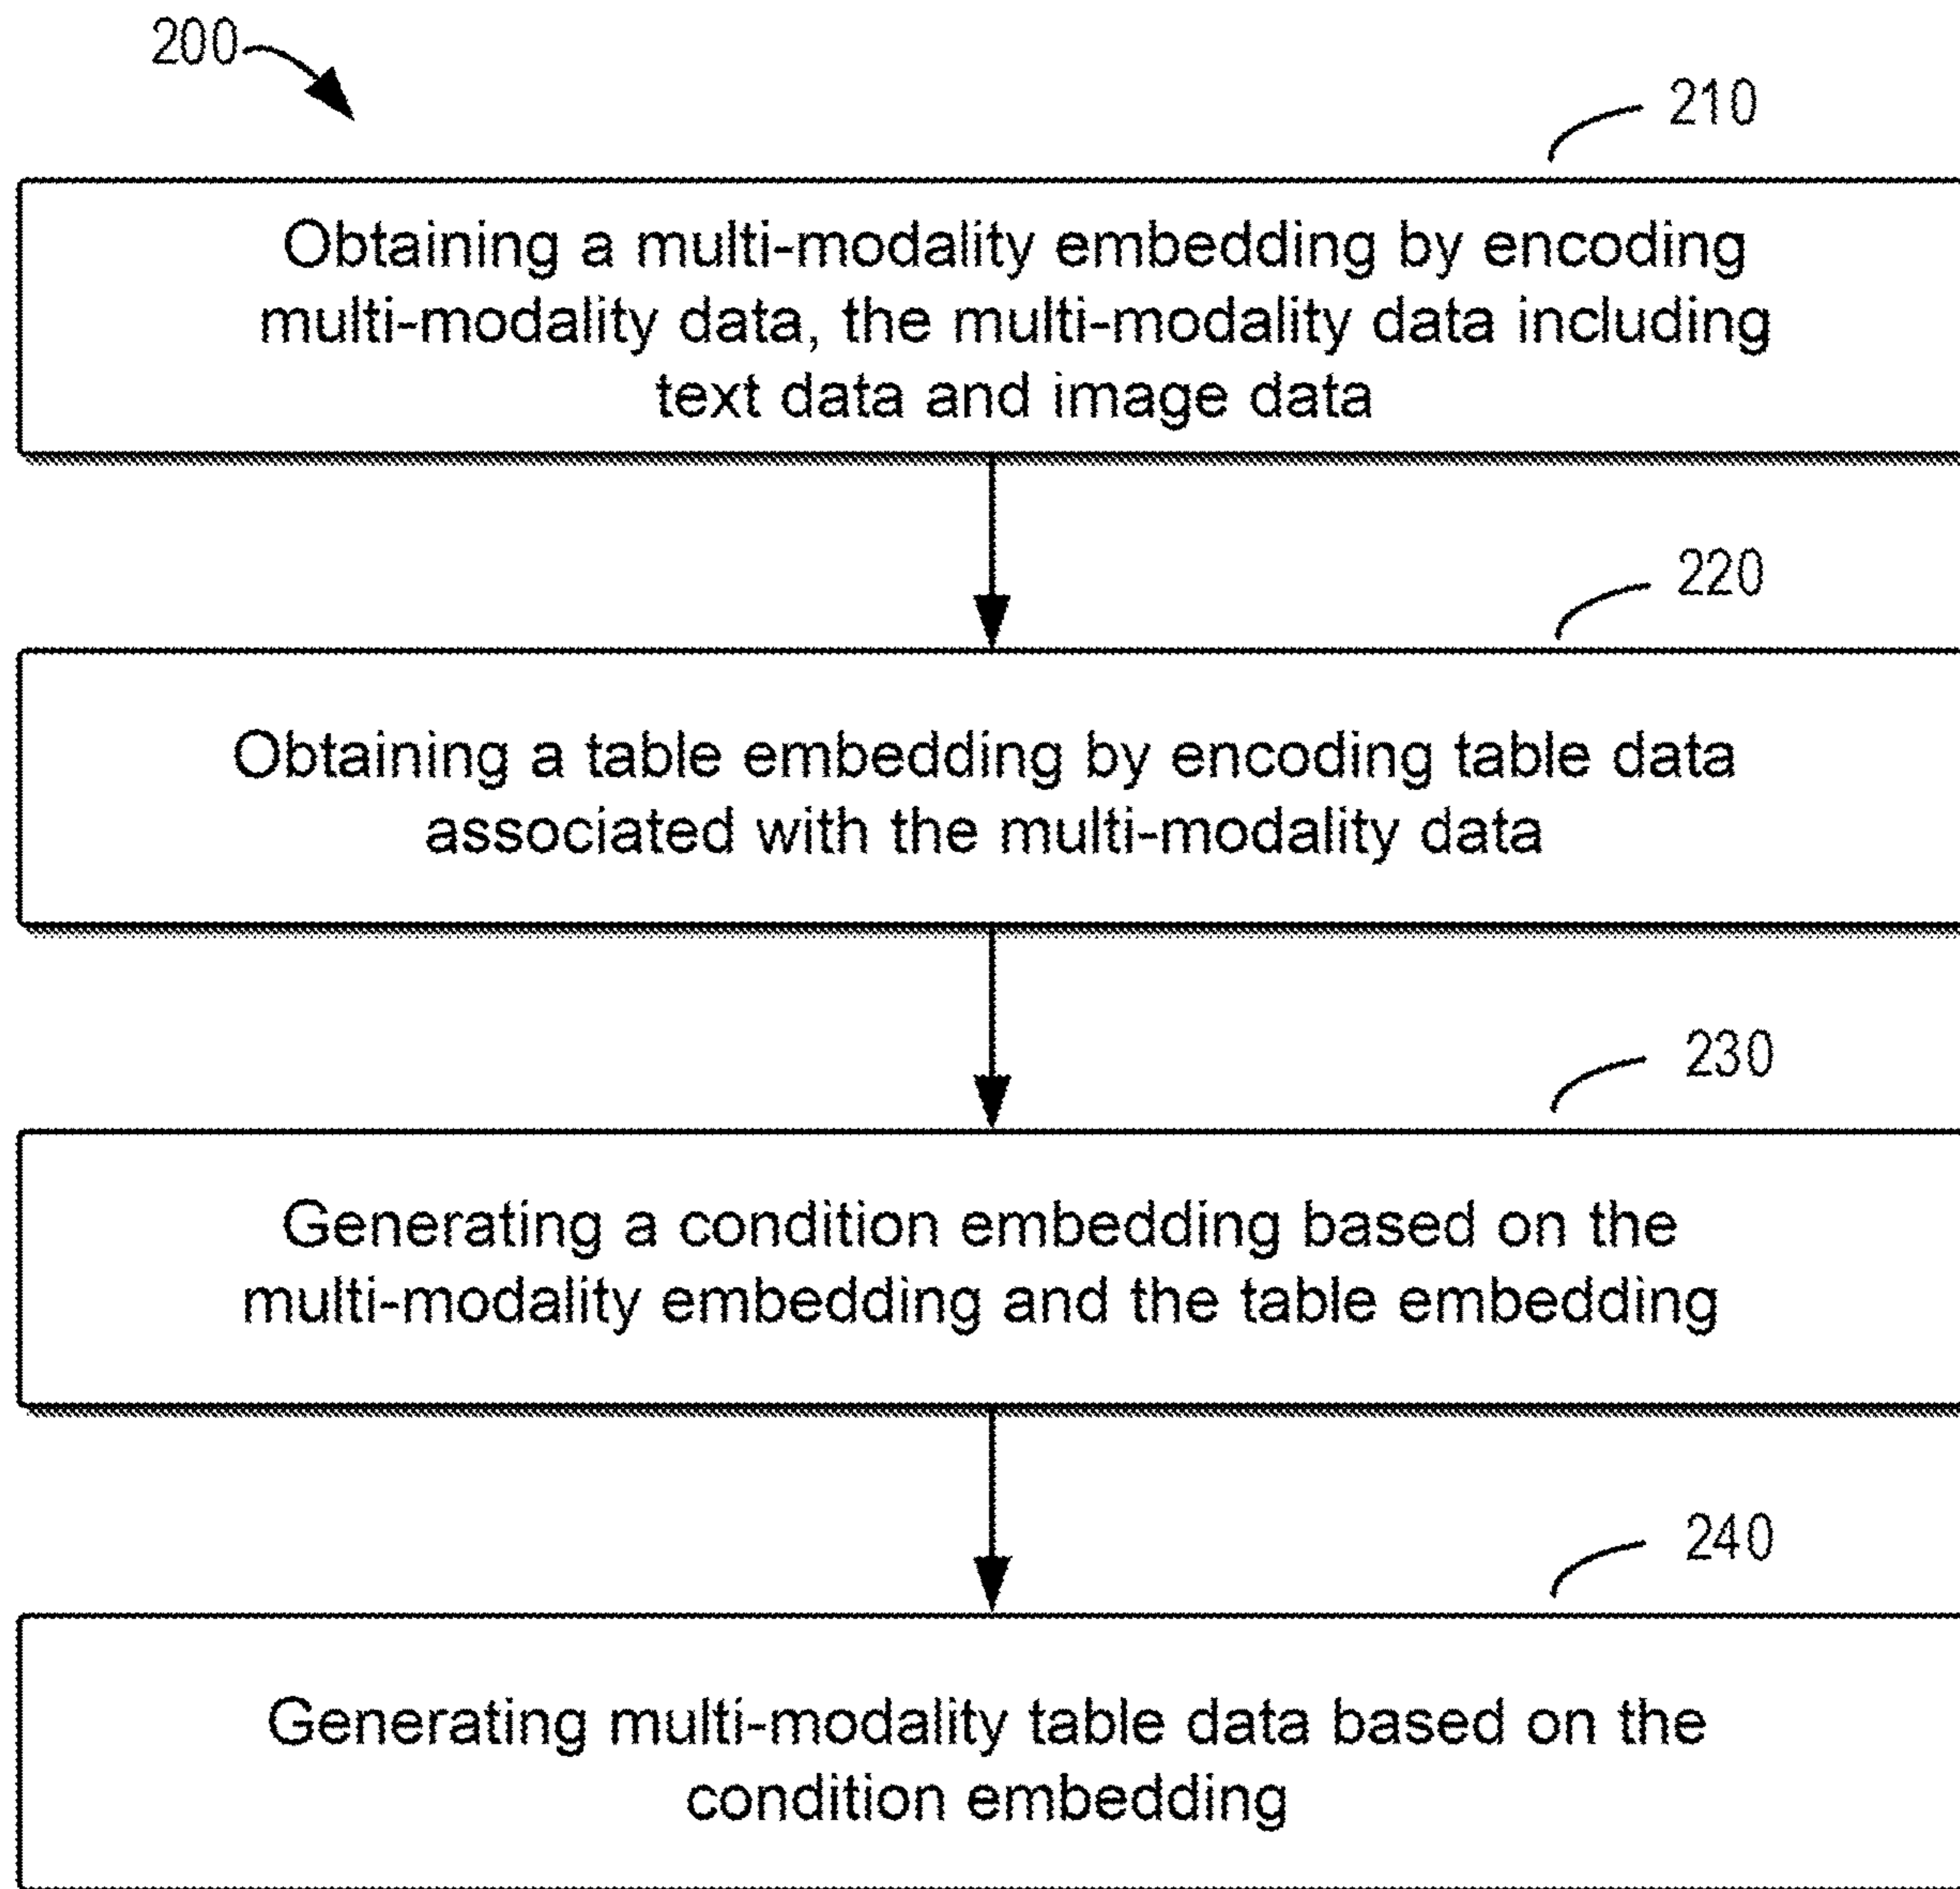 200
210
Obtaining a multi-modality embedding by encoding
multi-modality data, the multi-modality data including
text data and image data
220
Obtaining a table embedding by encoding table data
associated with the multi-modality data
230
Generating a condition embedding based on the
multi-modality embedding and the table embedding
240
Generating multi-modality table data based on the
condition embedding